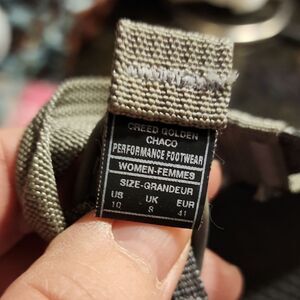 CREED GOLDEN
CHACO
PERFORMANCE FOOTWEAR
WOMEN-FEMMES
SIZE-GRANDEUR
US UK EUR
10 8 41